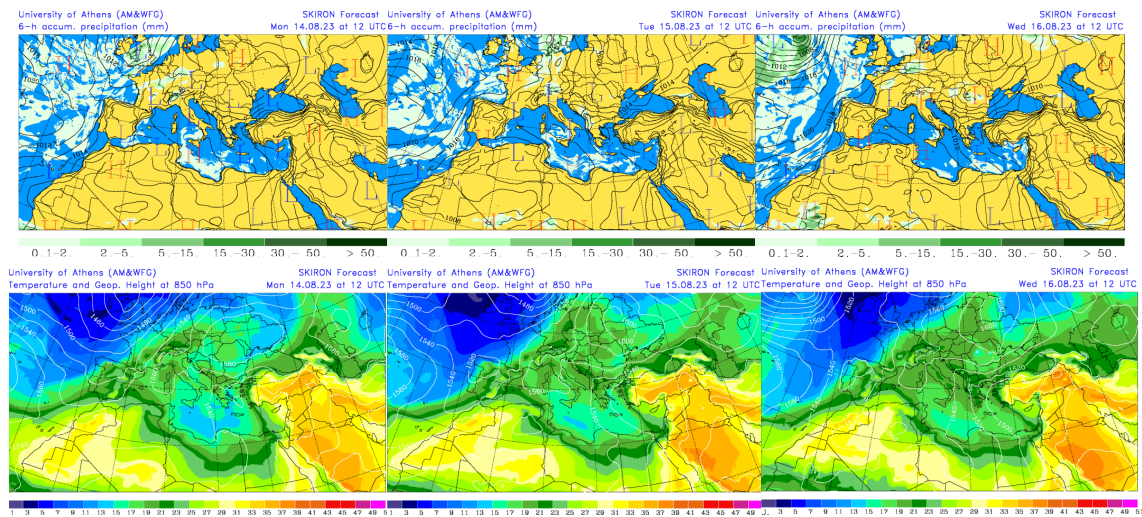 University of Athens (AM&WFG) SKIRON Forecast
6-h accum. precipitation (mm) Mon 14.08.23 at 12 UTC
University of Athens (AM&WFG) SKIRON Forecast
6-h accum. precipitation (mm) Tue 15.08.23 at 12 UTC
University of Athens (AM&WFG) SKIRON Forecast
6-h accum. precipitation (mm) Wed 16.08.23 at 12 UTC
0.1-2. 2.-5. 5.-15. 15.-30. 30.-50. > 50.
0.1-2. 2.-5. 5.-15. 15.-30. 30.-50. > 50.
0.1-2. 2.-5. 5.-15. 15.-30. 30.-50. > 50.
University of Athens (AM&WFG) SKIRON Forecast
Temperature and Geop. Height at 850 hPa Mon 14.08.23 at 12 UTC
University of Athens (AM&WFG) SKIRON Forecast
Temperature and Geop. Height at 850 hPa Tue 15.08.23 at 12 UTC
University of Athens (AM&WFG) SKIRON Forecast
Temperature and Geop. Height at 850 hPa Wed 16.08.23 at 12 UTC
1 3 5 7 9 11 13 15 17 19 21 23 25 27 29 31 33 35 37 39 41 43 45 47 49 51
3 5 7 9 11 13 15 17 19 21 23 25 27 29 31 33 35 37 39 41 43 45 47 49 51
3 5 7 9 11 13 15 17 19 21 23 25 27 29 31 33 35 37 39 41 43 45 47 49 51